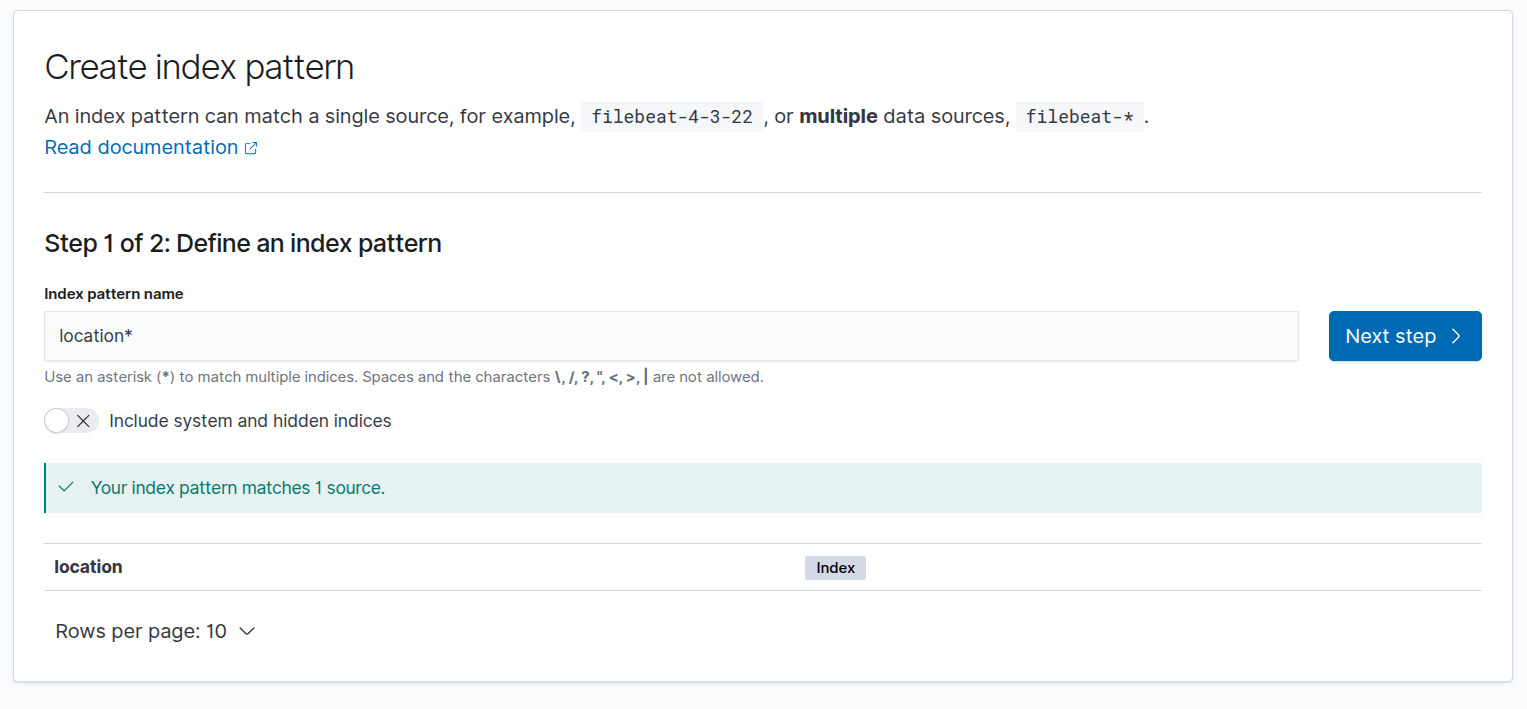 Create index pattern
An index pattern can match a single source, for example, filebeat-4-3-22 , or multiple data sources, filebeat-* .
Read documentation
Step 1 of 2: Define an index pattern
Index pattern name
location*
Next step
Use an asterisk (*) to match multiple indices. Spaces and the characters \, /, ?, ", <, >, | are not allowed.
Include system and hidden indices
Your index pattern matches 1 source.
location Index
Rows per page: 10